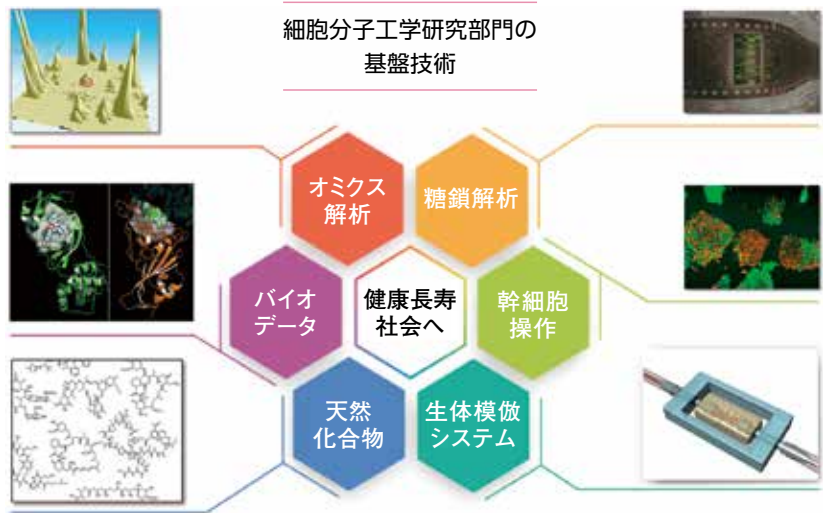 細胞分子工学研究部門の
基盤技術
オミクス
解析
糖鎖解析
バイオ
データ
健康長寿
社会へ
幹細胞
操作
天然
化合物
生体模倣
システム